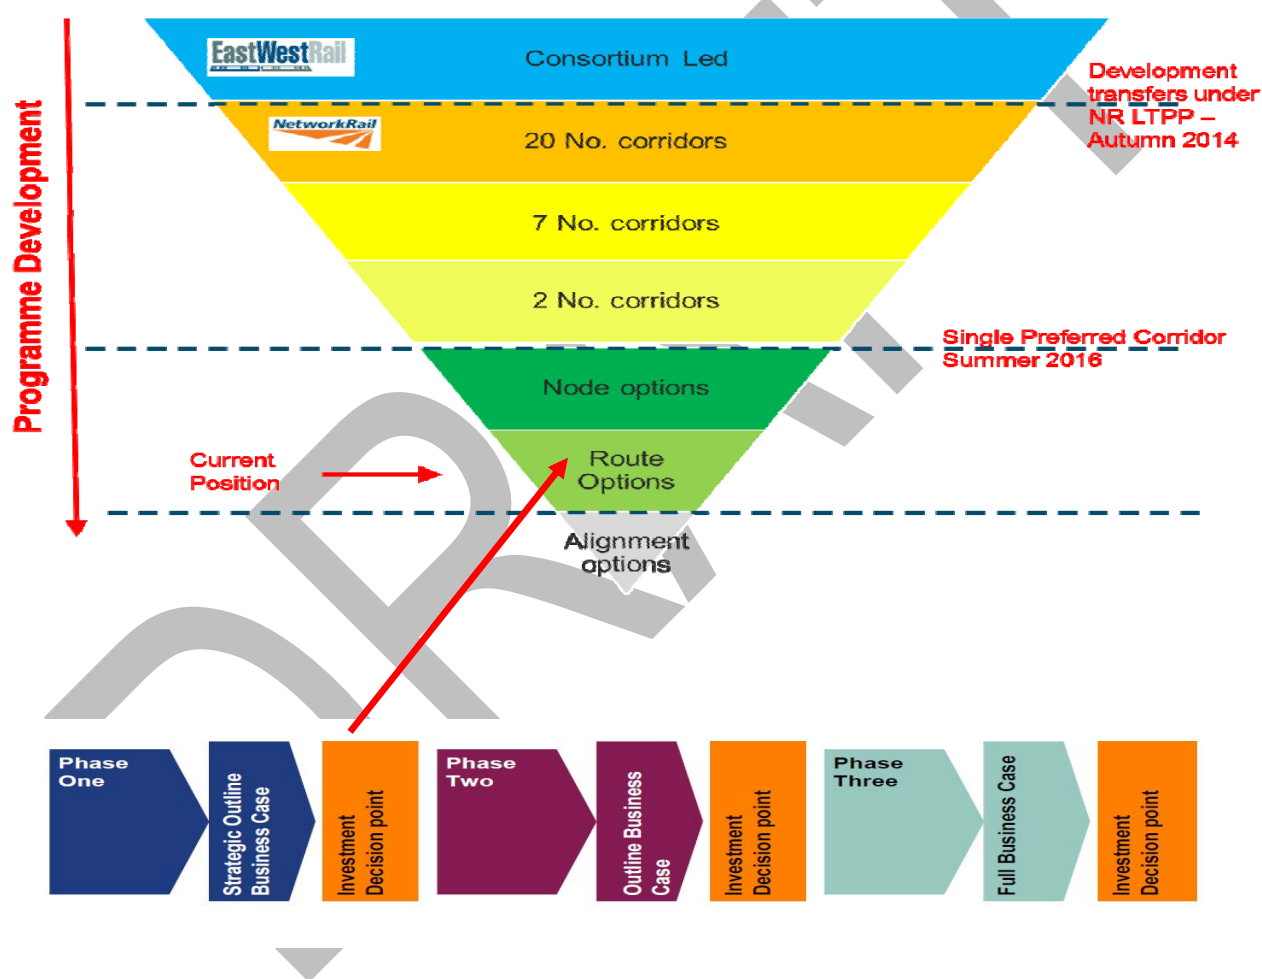 EastWestRail
Consortium Led
Development
transfers under
NR LTPP –
Autumn 2014
NetworkRail
20 No. corridors
7 No. corridors
2 No. corridors
Programme Development
Single Preferred Corridor
Summer 2016
Node options
Current
Position
Route
Options
Alignment
options
Phase
One
Strategic Outline
Business Case
Investment
Decision point
Phase
Two
Outline Business
Case
Investment
Decision point
Phase
Three
Full Business Case
Investment
Decision point